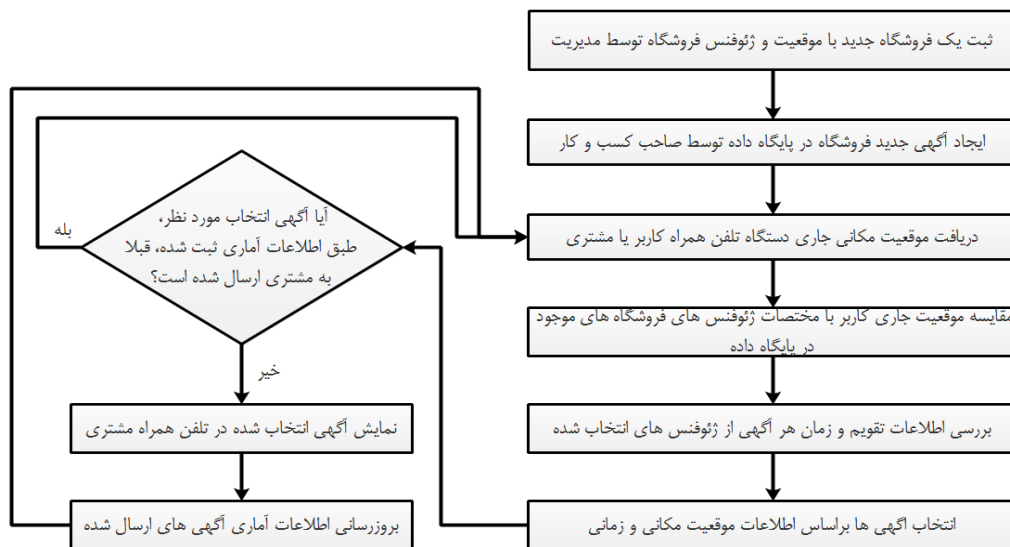 ثبت یک فروشگاه جدید با موقعیت و ژئوفنس فروشگاه توسط مدیریت
ایجاد آگهی جدید فروشگاه در پایگاه داده توسط صاحب کسب و کار
دریافت موقعیت مکانی جاری دستگاه تلفن همراه کاربر یا مشتری
مقایسه موقعیت جاری کاربر با مختصات ژئوفنس های فروشگاه های موجود
در پایگاه داده
بررسی اطلاعات تقویم و زمان هر آگهی از ژئوفنس های انتخاب شده
انتخاب اگهی ها براساس اطلاعات موقعیت مکانی و زمانی
آیا آگهی انتخاب مورد نظر،
طبق اطلاعات آماری ثبت شده، قبلا
به مشتری ارسال شده است؟
بله
خیر
نمایش آگهی انتخاب شده در تلفن همراه مشتری
بروزرسانی اطلاعات آماری آگهی های ارسال شده